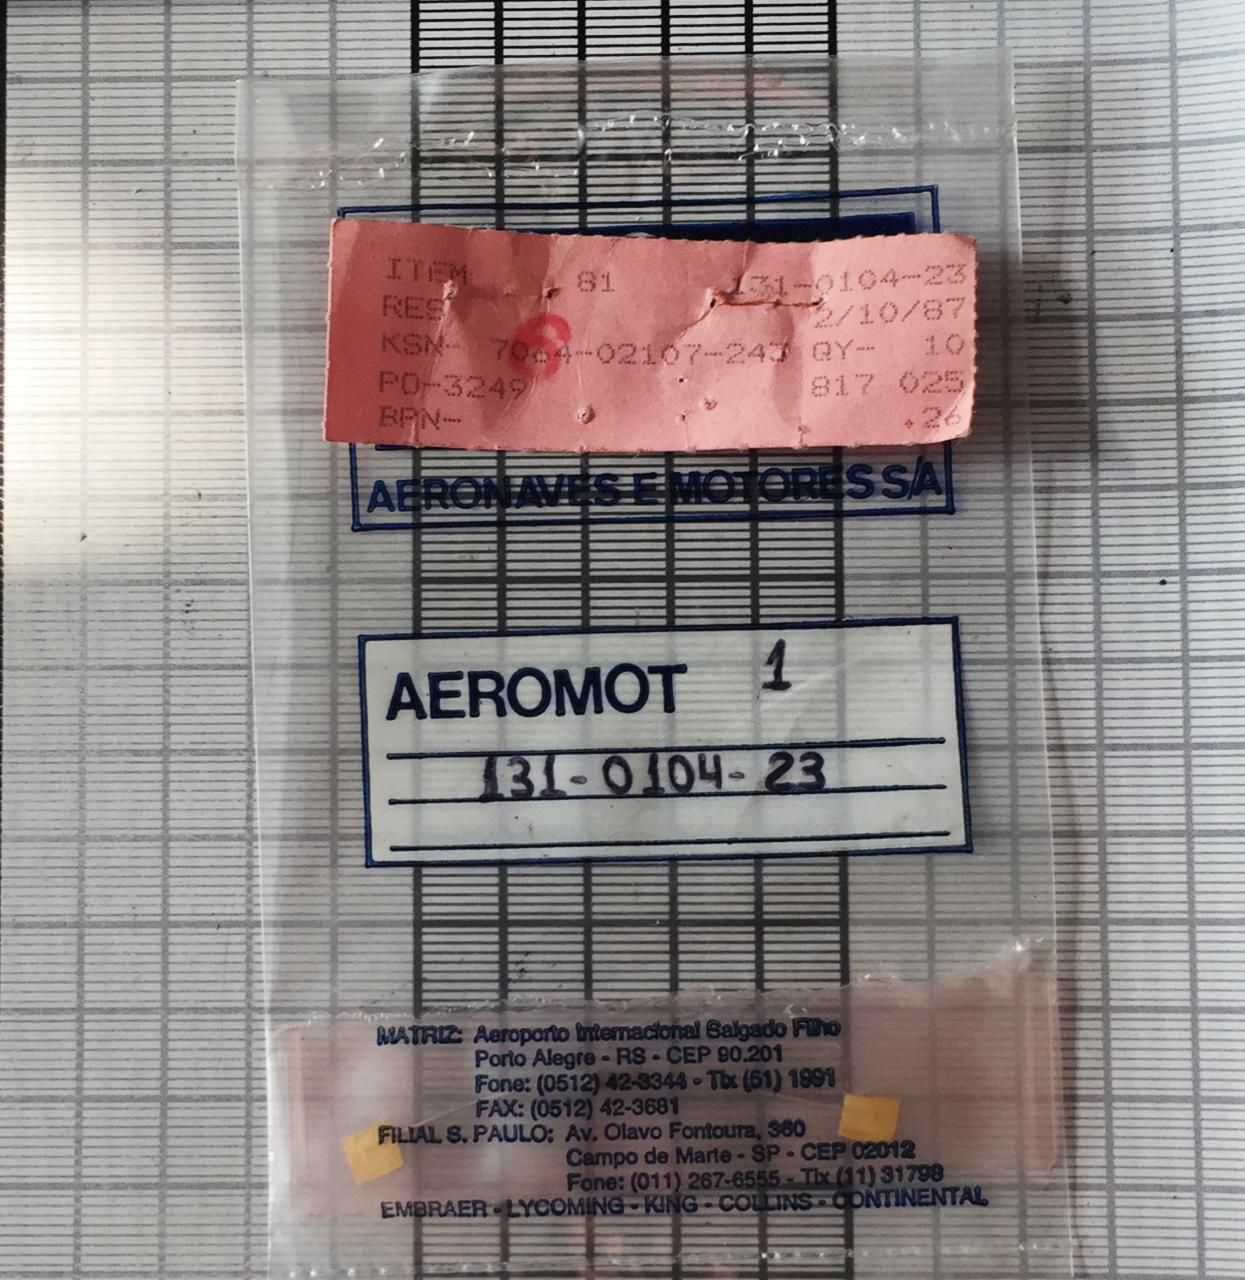 ITEM 81 131-0104-23
RES 2/10/87
KSN- 7064-02107-243 QY- 10
PO-3249 817 025
BPN- .26
AERONAVES E MOTORES S/A
AEROMOT 1
131-0104-23
MATRIZ: Aeroporto Internacional Salgado Filho
Porto Alegre - RS - CEP 90.201
Fone: (0512) 42-3344 - Tlx (51) 1991
FAX: (0512) 42-3681
FILIAL S. PAULO: Av. Olavo Fontoura, 360
Campo de Marte - SP - CEP 02012
Fone: (011) 267-6555 - Tlx (11) 31798
EMBRAER - LYCOMING - KING - COLLINS - CONTINENTAL